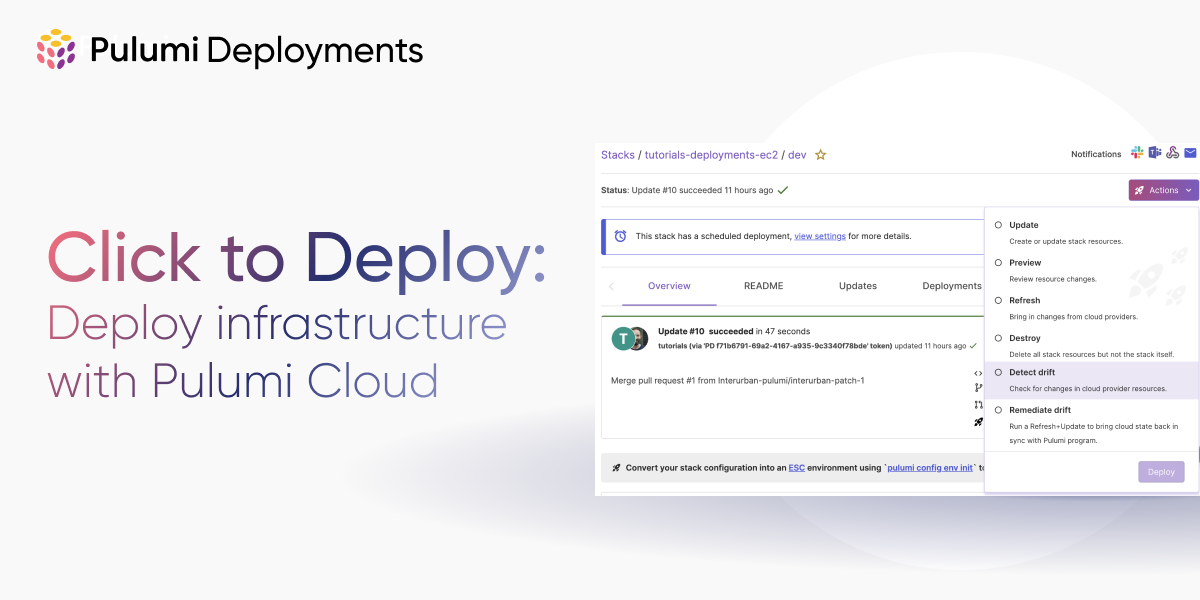 Pulumi Deployments
Click to Deploy:
Deploy infrastructure
with Pulumi Cloud
Stacks / tutorials-deployments-ec2 / dev
Notifications
Status: Update #10 succeeded 11 hours ago
Actions
This stack has a scheduled deployment, view settings for more details.
Overview README Updates Deployments
Update #10 succeeded in 47 seconds
tutorials (via 'PD f71b6791-69a2-4167-a935-9c3340f78bde' token) updated 11 hours ago
T
Merge pull request #1 from Interurban-pulumi/interurban-patch-1
Convert your stack configuration into an ESC environment using `pulumi config env init` to
Update
Create or update stack resources.
Preview
Review resource changes.
Refresh
Bring in changes from cloud providers.
Destroy
Delete all stack resources but not the stack itself.
Detect drift
Check for changes in cloud provider resources.
Remediate drift
Run a Refresh+Update to bring cloud state back in
sync with Pulumi program.
Deploy